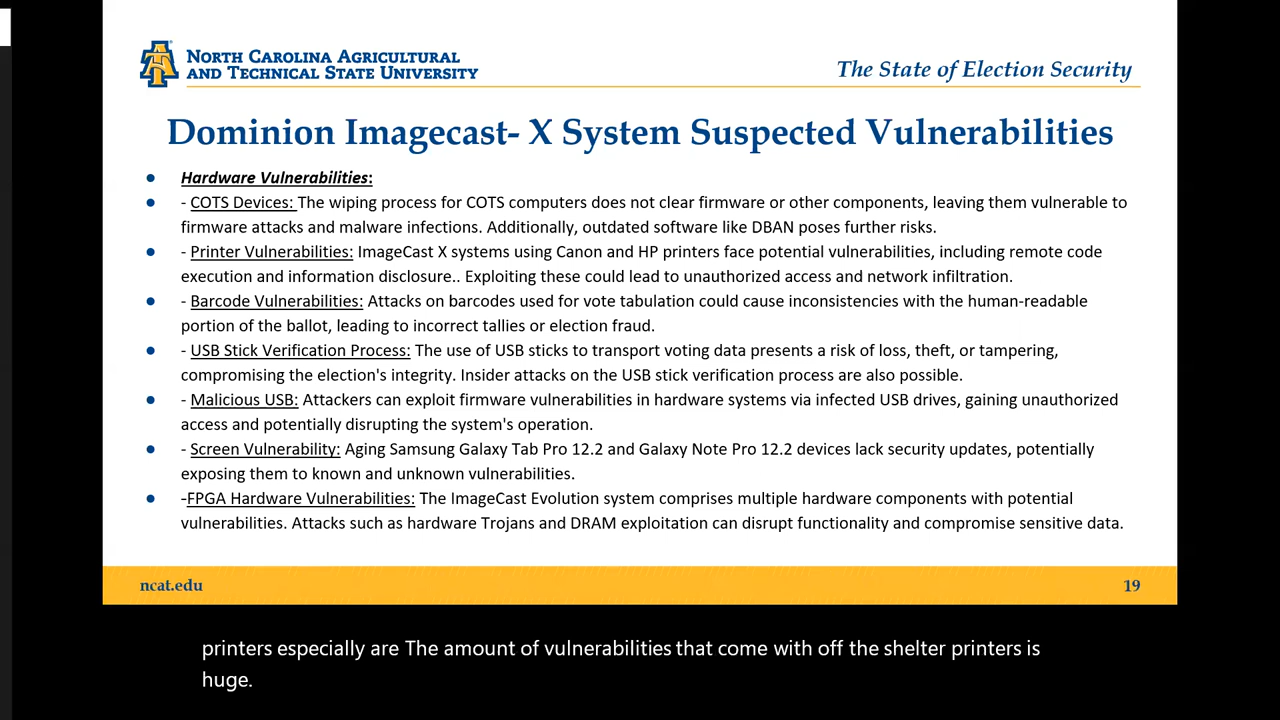 NORTH CAROLINA AGRICULTURAL
AND TECHNICAL STATE UNIVERSITY
The State of Election Security
Dominion Imagecast- X System Suspected Vulnerabilities
Hardware Vulnerabilities:
- COTS Devices: The wiping process for COTS computers does not clear firmware or other components, leaving them vulnerable to
firmware attacks and malware infections. Additionally, outdated software like DBAN poses further risks.
- Printer Vulnerabilities: ImageCast X systems using Canon and HP printers face potential vulnerabilities, including remote code
execution and information disclosure.. Exploiting these could lead to unauthorized access and network infiltration.
- Barcode Vulnerabilities: Attacks on barcodes used for vote tabulation could cause inconsistencies with the human-readable
portion of the ballot, leading to incorrect tallies or election fraud.
- USB Stick Verification Process: The use of USB sticks to transport voting data presents a risk of loss, theft, or tampering,
compromising the election's integrity. Insider attacks on the USB stick verification process are also possible.
- Malicious USB: Attackers can exploit firmware vulnerabilities in hardware systems via infected USB drives, gaining unauthorized
access and potentially disrupting the system's operation.
- Screen Vulnerability: Aging Samsung Galaxy Tab Pro 12.2 and Galaxy Note Pro 12.2 devices lack security updates, potentially
exposing them to known and unknown vulnerabilities.
-FPGA Hardware Vulnerabilities: The ImageCast Evolution system comprises multiple hardware components with potential
vulnerabilities. Attacks such as hardware Trojans and DRAM exploitation can disrupt functionality and compromise sensitive data.
ncat.edu
19
printers especially are The amount of vulnerabilities that come with off the shelter printers is
huge.